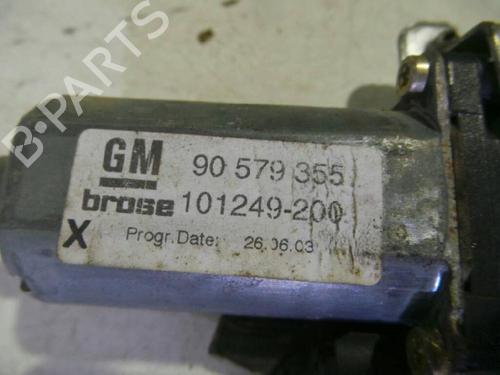 B-PARTS
GM 90 579 355
brose 101249-200
X Progr.Date: 26.06.03